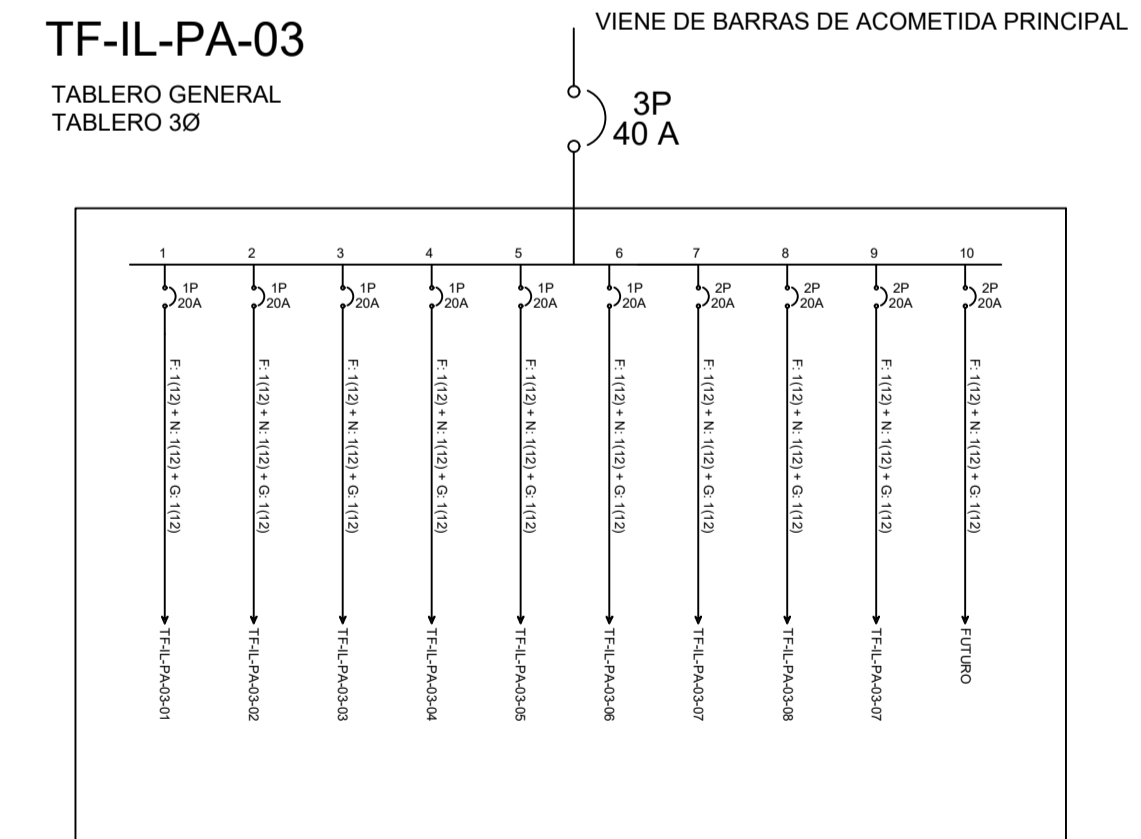 TF-IL-PA-03
VIENE DE BARRAS DE ACOMETIDA PRINCIPAL
TABLERO GENERAL
TABLERO 3Ø
3P
40 A
1
2
3
4
5
6
7
8
9
10
1P
20A
1P
20A
1P
20A
1P
20A
1P
20A
1P
20A
2P
20A
2P
20A
2P
20A
2P
20A
F: 1(12) + N: 1(12) + G: 1(12)
F: 1(12) + N: 1(12) + G: 1(12)
F: 1(12) + N: 1(12) + G: 1(12)
F: 1(12) + N: 1(12) + G: 1(12)
F: 1(12) + N: 1(12) + G: 1(12)
F: 1(12) + N: 1(12) + G: 1(12)
F: 1(12) + N: 1(12) + G: 1(12)
F: 1(12) + N: 1(12) + G: 1(12)
F: 1(12) + N: 1(12) + G: 1(12)
F: 1(12) + N: 1(12) + G: 1(12)
TF-IL-PA-03-01
TF-IL-PA-03-02
TF-IL-PA-03-03
TF-IL-PA-03-04
TF-IL-PA-03-05
TF-IL-PA-03-06
TF-IL-PA-03-07
TF-IL-PA-03-08
TF-IL-PA-03-07
FUTURO